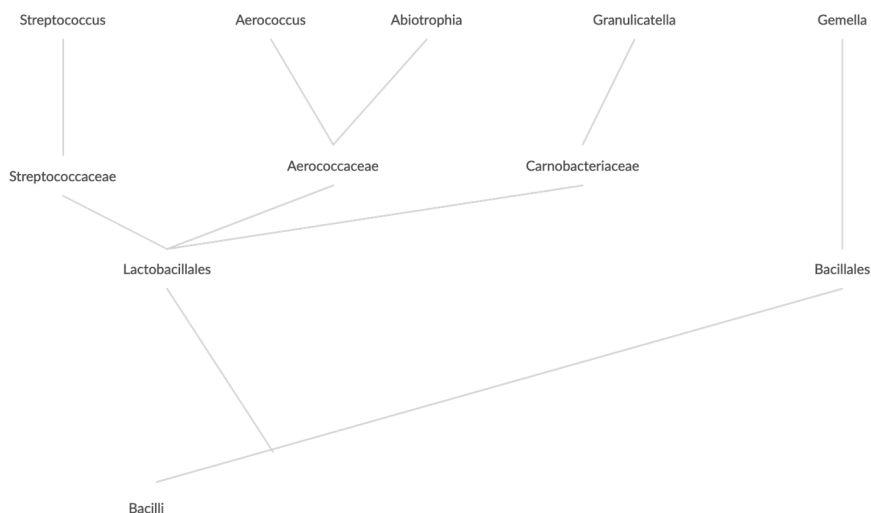 Streptococcus
Aerococcus
Abiotrophia
Granulicatella
Gemella
Streptococcaceae
Aerococcaceae
Carnobacteriaceae
Lactobacillales
Bacillales
Bacilli